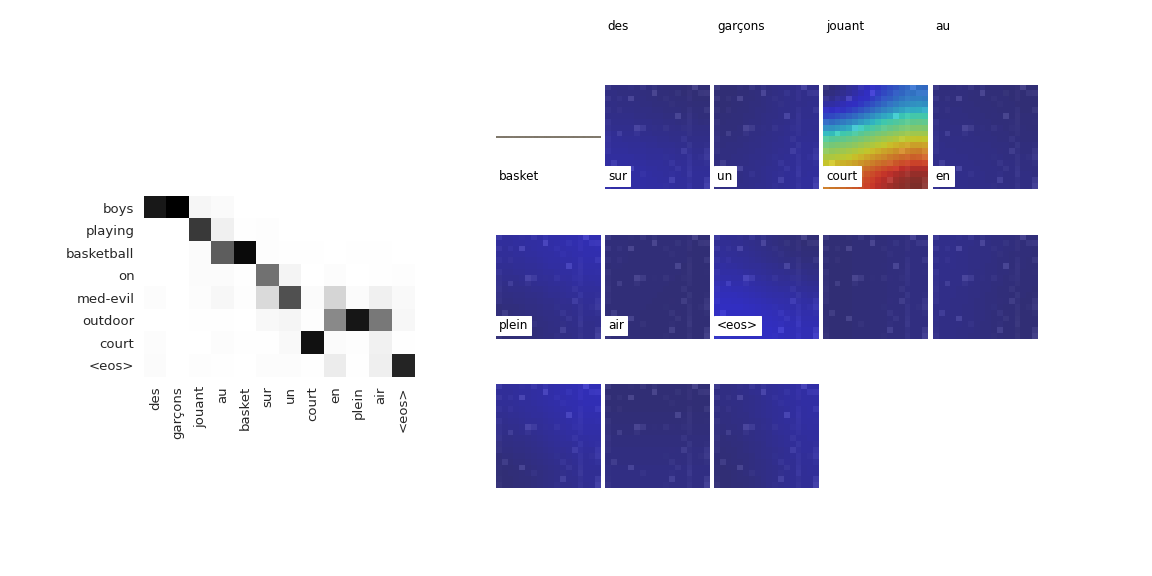 boys
playing
basketball
on
med-evil
outdoor
court
<eos>
des
garçons
jouant
au
basket
sur
un
court
en
plein
air
<eos>
des garçons jouant au
basket sur un court en
plein air <eos>